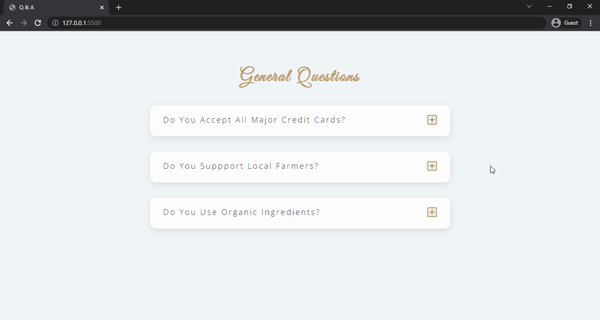 Q & A
127.0.0.1:5500
Guest
General Questions
Do You Accept All Major Credit Cards?
Do You Suppport Local Farmers?
Do You Use Organic Ingredients?